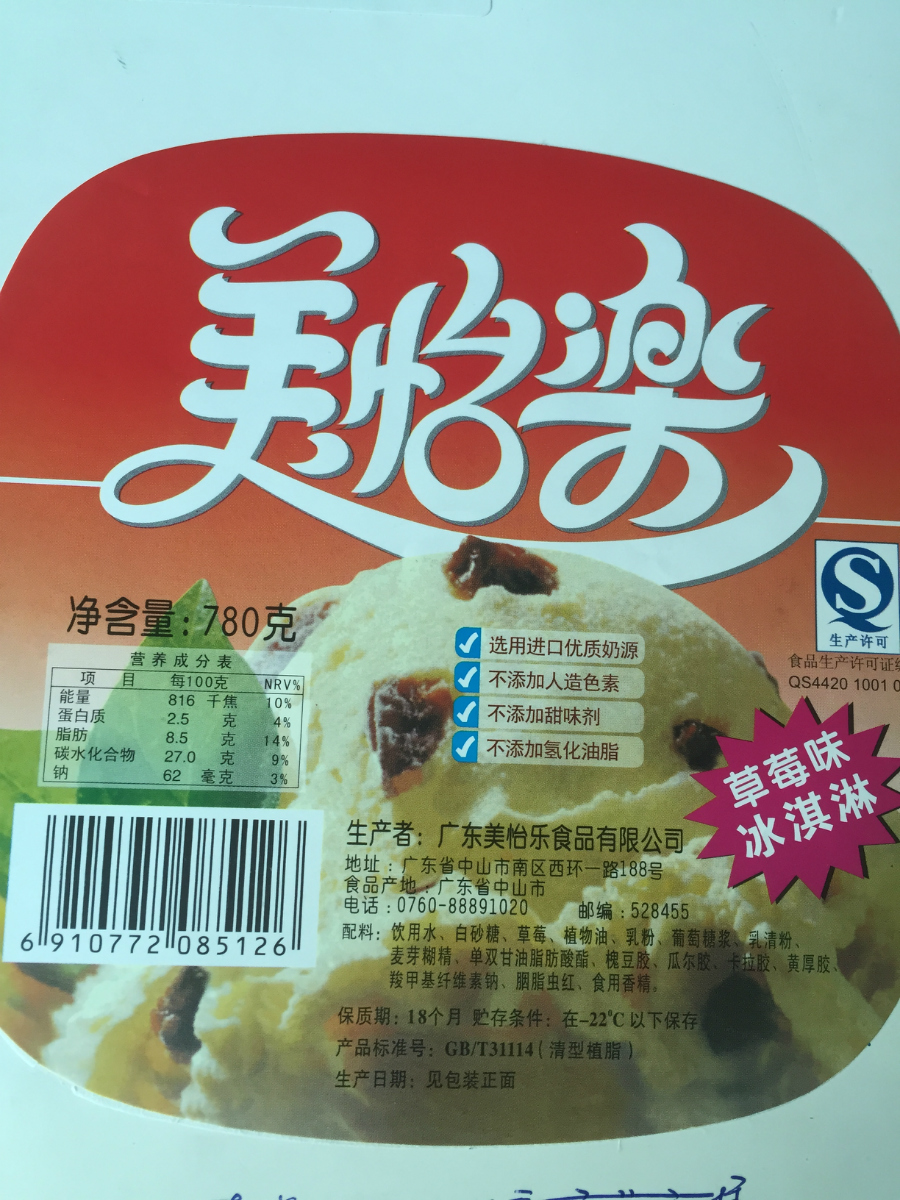 美怡樂
净含量:780克
营养成分表
项 目 每100克 NRV%
能量 816 千焦 10%
蛋白质 2.5 克 4%
脂肪 8.5 克 14%
碳水化合物 27.0 克 9%
钠 62 毫克 3%
选用进口优质奶源
不添加人造色素
不添加甜味剂
不添加氢化油脂
生产许可
食品生产许可证
QS4420 1001 0
草莓味
冰淇淋
6 910772 085126
生产者：广东美怡乐食品有限公司
地址：广东省中山市南区西环一路188号
食品产地：广东省中山市
电话：0760-88891020 邮编：528455
配料：饮用水、白砂糖、草莓、植物油、乳粉、葡萄糖浆、乳清粉、
麦芽糊精、单双甘油脂肪酸酯、槐豆胶、瓜尔胶、卡拉胶、黄厚胶、
羧甲基纤维素钠、胭脂虫红、食用香精。
保质期：18个月 贮存条件：在-22℃以下保存
产品标准号：GB/T31114（清型植脂）
生产日期：见包装正面